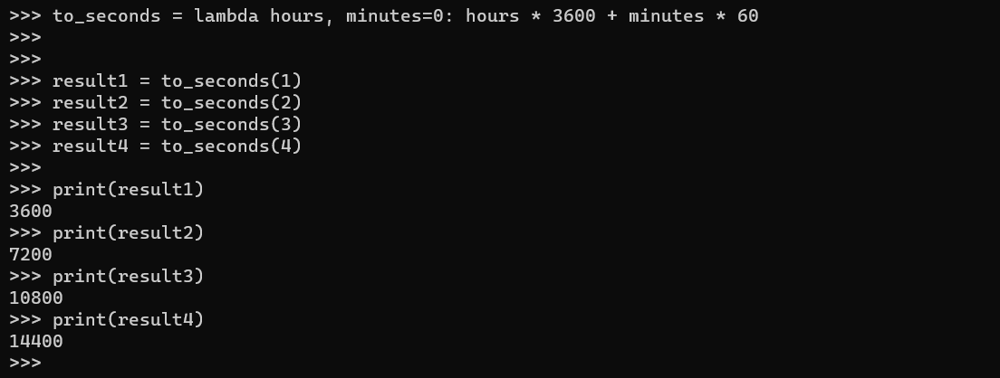 >>> to_seconds = lambda hours, minutes=0: hours * 3600 + minutes * 60
>>>
>>>
>>> result1 = to_seconds(1)
>>> result2 = to_seconds(2)
>>> result3 = to_seconds(3)
>>> result4 = to_seconds(4)
>>>
>>> print(result1)
3600
>>> print(result2)
7200
>>> print(result3)
10800
>>> print(result4)
14400
>>>